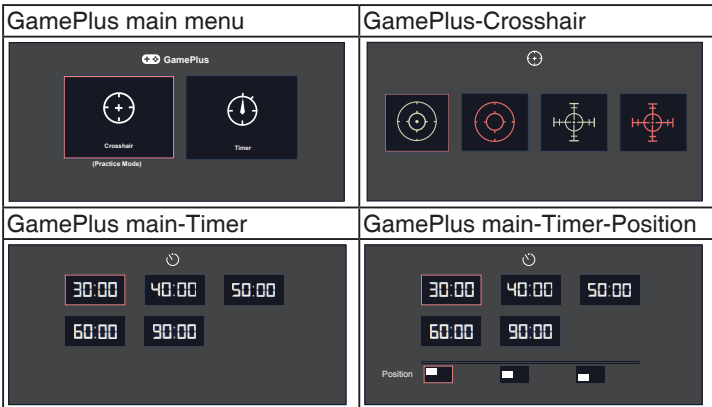 GamePlus main menu
GamePlus-Crosshair
GamePlus
Crosshair
Timer
(Practice Mode)
GamePlus main-Timer
GamePlus main-Timer-Position
30:00 40:00 50:00
60:00 90:00
30:00 40:00 50:00
60:00 90:00
Position